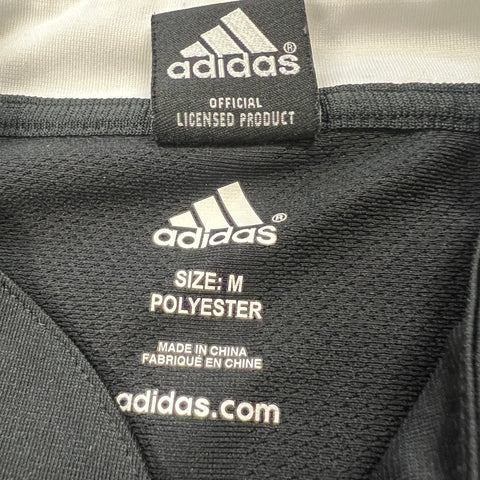 adidas®
OFFICIAL
LICENSED PRODUCT
adidas®
SIZE: M
POLYESTER
MADE IN CHINA
FABRIQUÉ EN CHINE
adidas.com